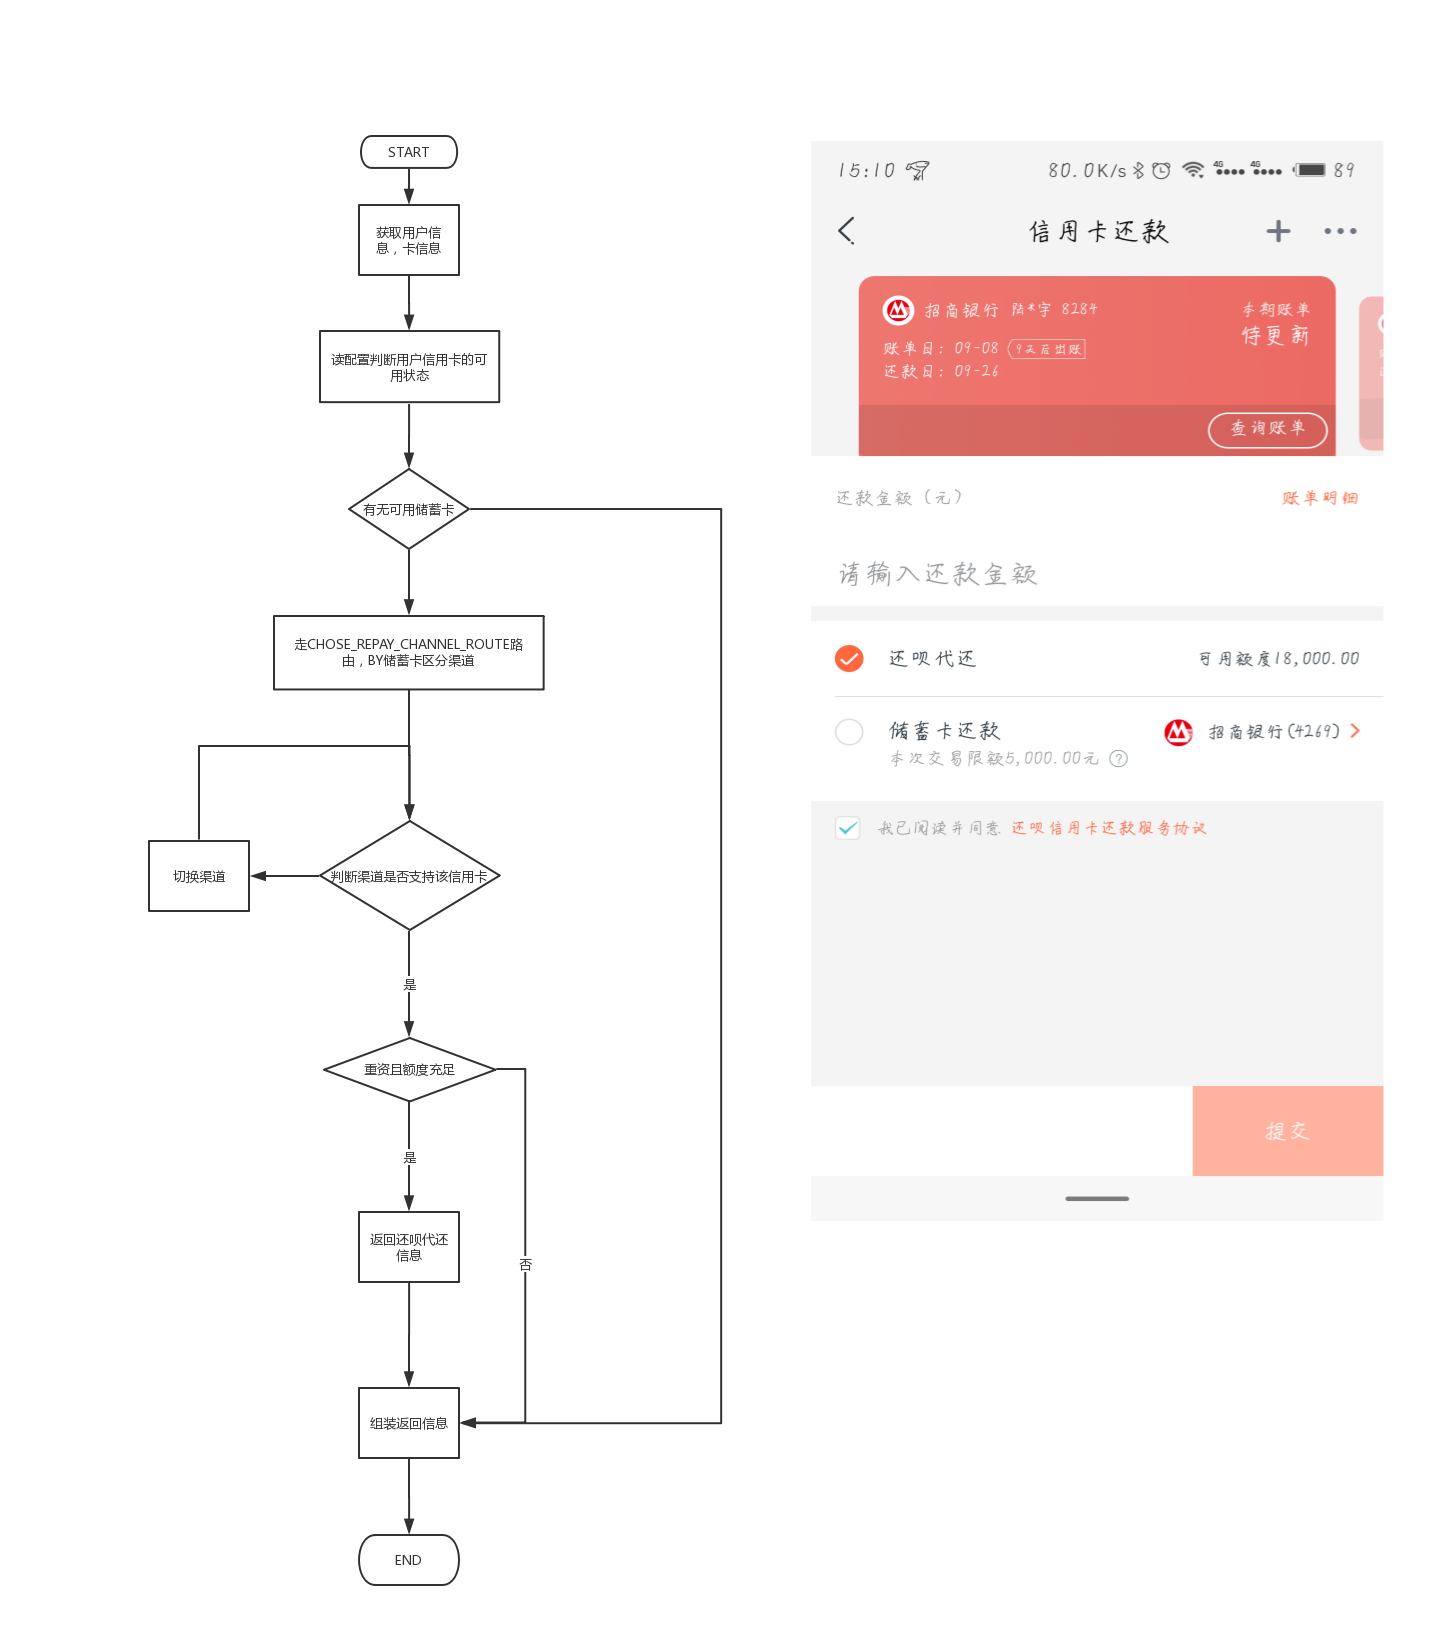 START
获取用户信
息，卡信息
读配置判断用户信用卡的可
用状态
有无可用储蓄卡
走CHOSE_REPAY_CHANNEL_ROUTE路
由，BY储蓄卡区分渠道
切换渠道
判断渠道是否支持该信用卡
是
重资且额度充足
是
返回还呗代还
信息
否
组装返回信息
END
15:10
80.0K/s 4G 4G 89
信用卡还款
招商银行 陆*宇 8284
本期账单
待更新
账单日: 09-08 9天后出账
还款日: 09-26
查询账单
还款金额（元）
账单明细
请输入还款金额
还呗代还
可用额度18,000.00
储蓄卡还款
招商银行(4269)
本次交易限额5,000.00元 ?
我已阅读并同意 还呗信用卡还款服务协议
提交